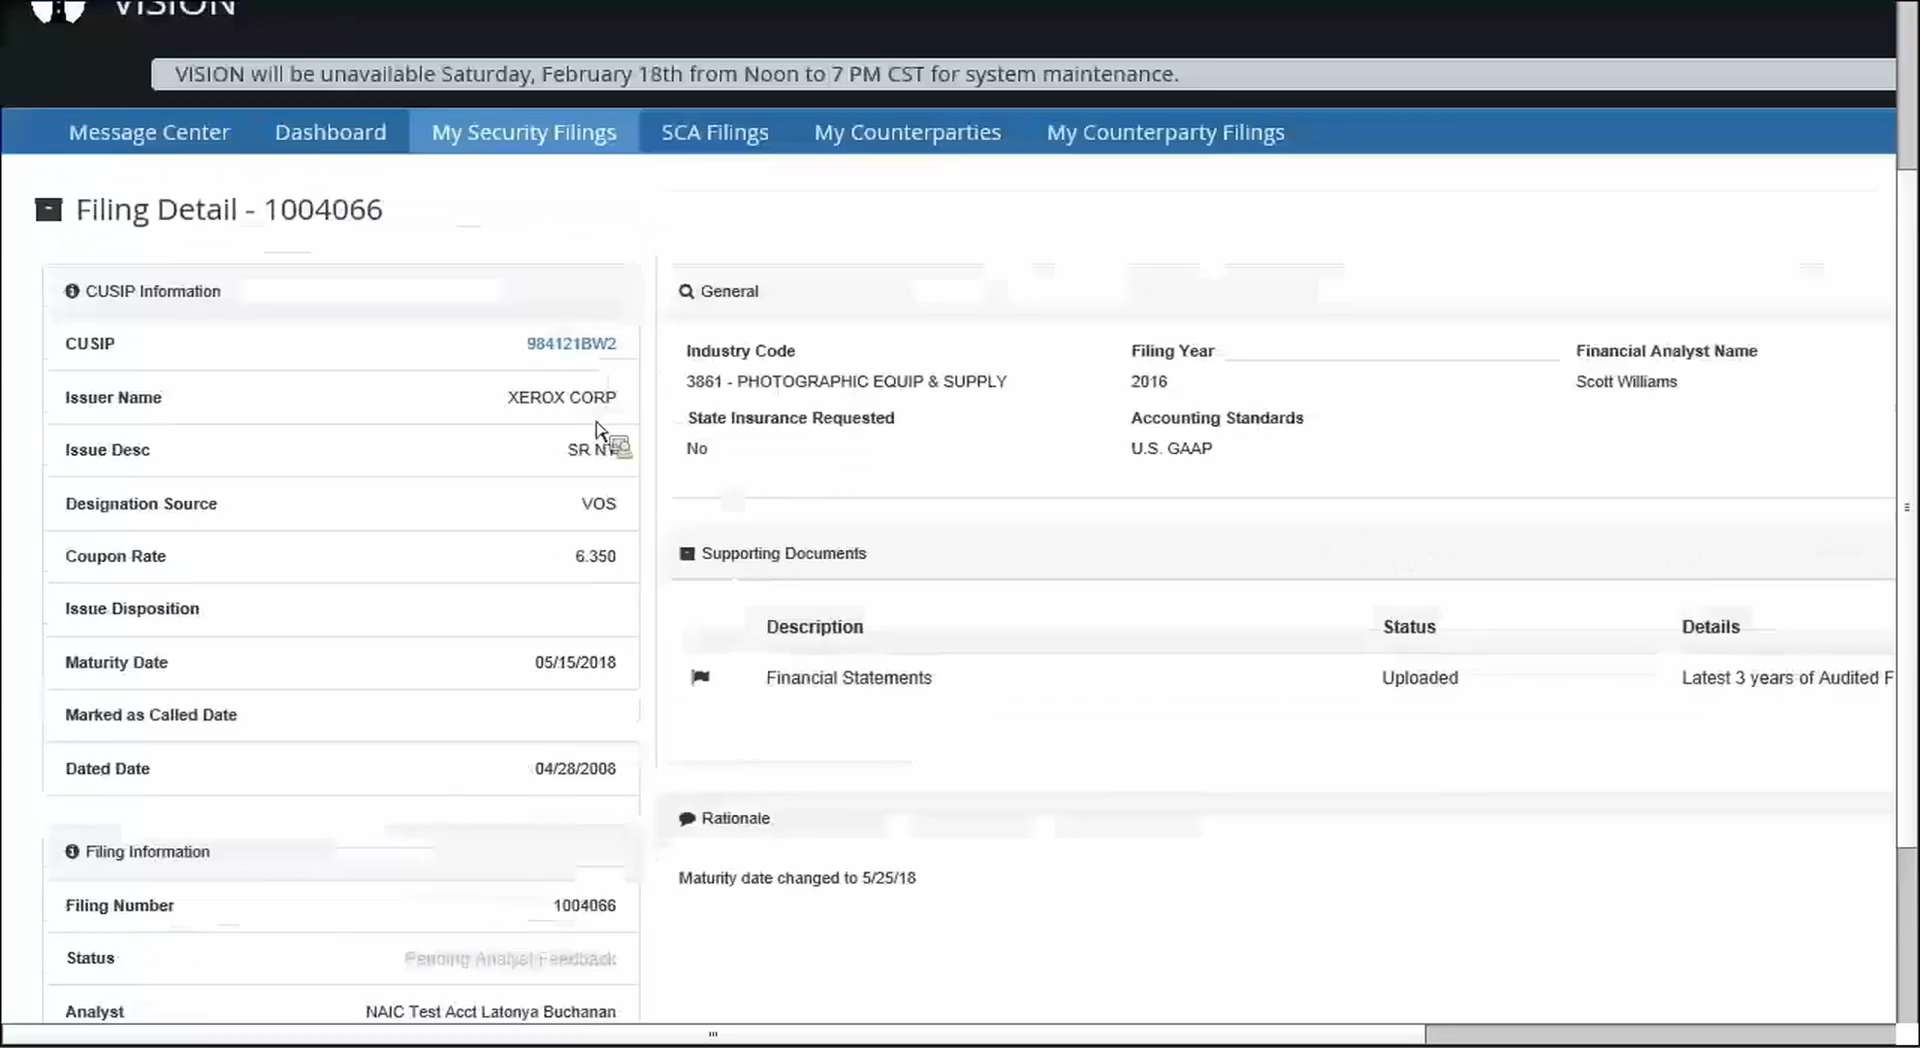 VISION
VISION will be unavailable Saturday, February 18th from Noon to 7 PM CST for system maintenance.
Message Center Dashboard My Security Filings SCA Filings My Counterparties My Counterparty Filings
Filing Detail - 1004066
CUSIP Information
CUSIP 984121BW2
Issuer Name XEROX CORP
Issue Desc SR
Designation Source VOS
Coupon Rate 6.350
Issue Disposition
Maturity Date 05/15/2018
Marked as Called Date
Dated Date 04/28/2008
Filing Information
Filing Number 1004066
Status Pending Analyst Feedback
Analyst NAIC Test Acct Latonya Buchanan
General
Industry Code Filing Year Financial Analyst Name
3861 - PHOTOGRAPHIC EQUIP & SUPPLY 2016 Scott Williams
State Insurance Requested Accounting Standards
No U.S. GAAP
Supporting Documents
Description Status Details
Financial Statements Uploaded Latest 3 years of Audited F
Rationale
Maturity date changed to 5/25/18